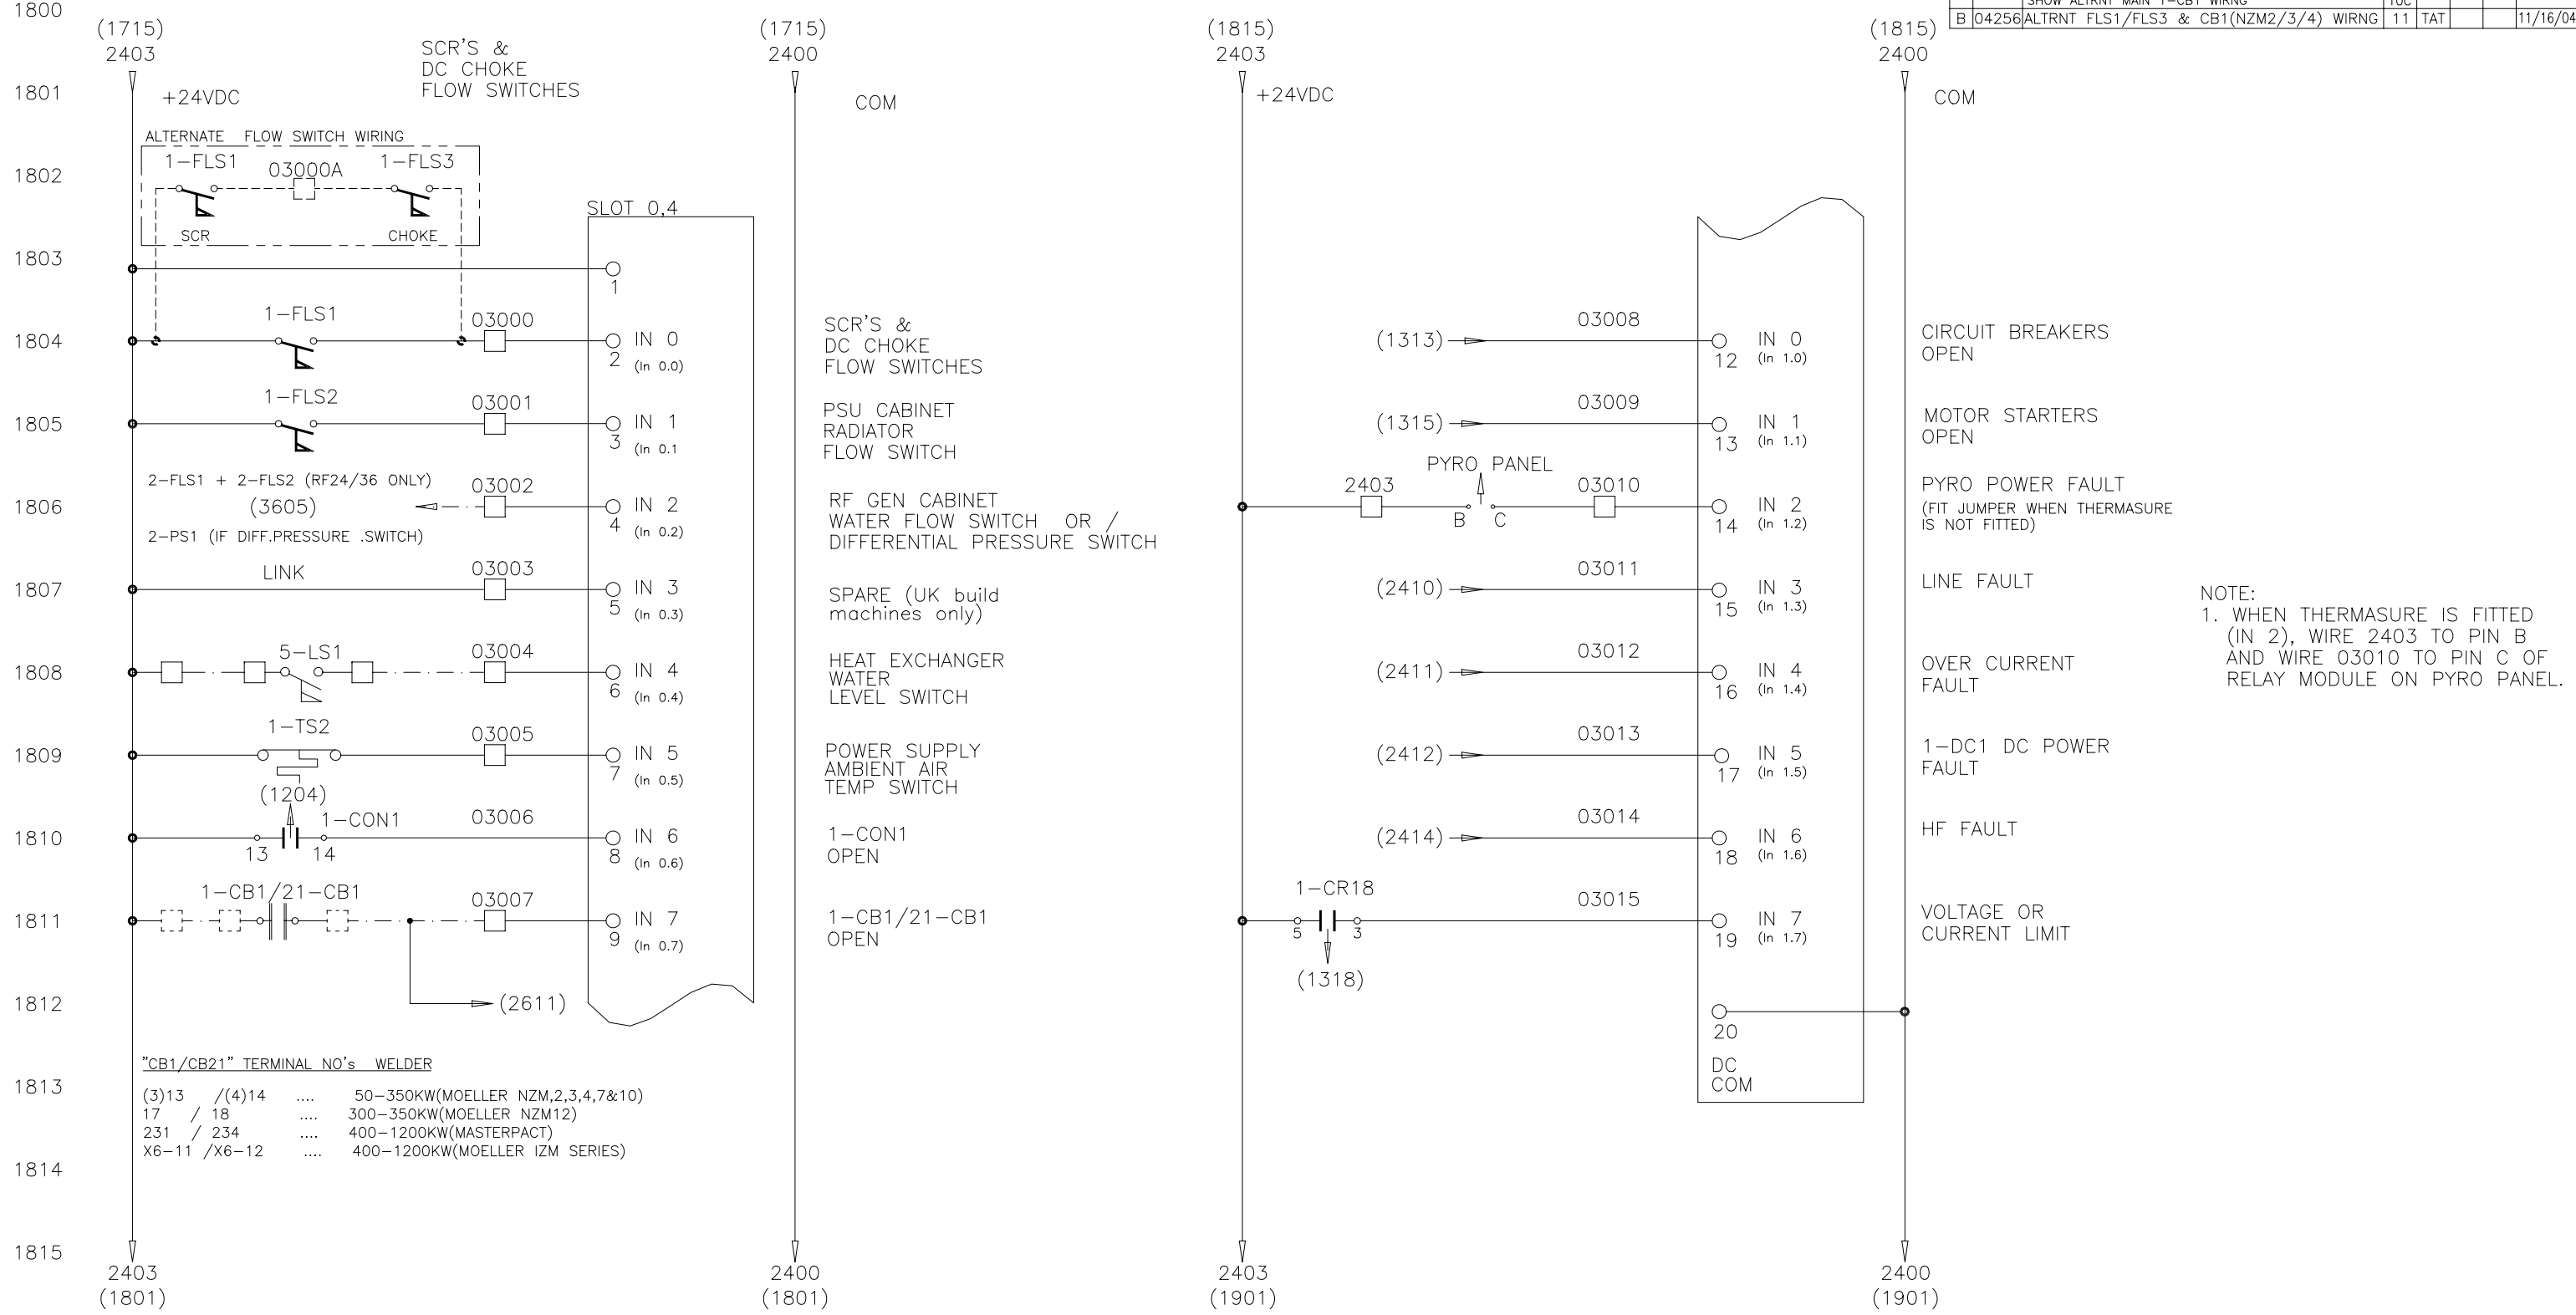 SHOW ALTRNT MAIN 1-CB1 WIRNG TUC
B 04256 ALTRNT FLS1/FLS3 & CB1(NZM2/3/4) WIRNG 11 TAT 11/16/04
1800
1801
1802
1803
1804
1805
1806
1807
1808
1809
1810
1811
1812
1813
1814
1815
(1715)
2403
+24VDC
SCR'S &
DC CHOKE
FLOW SWITCHES
(1715)
2400
COM
ALTERNATE FLOW SWITCH WIRING
1-FLS1 03000A 1-FLS3
SCR CHOKE
SLOT 0,4
1
1-FLS1 03000
IN 0
2 (In 0.0)
SCR'S &
DC CHOKE
FLOW SWITCHES
1-FLS2 03001
IN 1
3 (In 0.1
PSU CABINET
RADIATOR
FLOW SWITCH
2-FLS1 + 2-FLS2 (RF24/36 ONLY)
(3605)
2-PS1 (IF DIFF.PRESSURE .SWITCH)
03002
IN 2
4 (In 0.2)
RF GEN CABINET
WATER FLOW SWITCH OR /
DIFFERENTIAL PRESSURE SWITCH
LINK 03003
IN 3
5 (In 0.3)
SPARE (UK build
machines only)
5-LS1 03004
IN 4
6 (In 0.4)
HEAT EXCHANGER
WATER
LEVEL SWITCH
1-TS2 03005
IN 5
7 (In 0.5)
POWER SUPPLY
AMBIENT AIR
TEMP SWITCH
(1204)
1-CON1 03006
13 14
IN 6
8 (In 0.6)
1-CON1
OPEN
1-CB1/21-CB1 03007
IN 7
9 (In 0.7)
1-CB1/21-CB1
OPEN
(2611)
"CB1/CB21" TERMINAL NO's WELDER
(3)13 /(4)14 .... 50-350KW(MOELLER NZM,2,3,4,7&10)
17 / 18 .... 300-350KW(MOELLER NZM12)
231 / 234 .... 400-1200KW(MASTERPACT)
X6-11 /X6-12 .... 400-1200KW(MOELLER IZM SERIES)
2403
(1801)
2400
(1801)
(1815)
2403
+24VDC
(1815)
2400
COM
(1313) 03008
IN 0
12 (In 1.0)
CIRCUIT BREAKERS
OPEN
(1315) 03009
IN 1
13 (In 1.1)
MOTOR STARTERS
OPEN
PYRO PANEL
2403 03010
B C
IN 2
14 (In 1.2)
PYRO POWER FAULT
(FIT JUMPER WHEN THERMASURE
IS NOT FITTED)
(2410) 03011
IN 3
15 (In 1.3)
LINE FAULT
(2411) 03012
IN 4
16 (In 1.4)
OVER CURRENT
FAULT
(2412) 03013
IN 5
17 (In 1.5)
1-DC1 DC POWER
FAULT
(2414) 03014
IN 6
18 (In 1.6)
HF FAULT
1-CR18 03015
5 3
(1318)
IN 7
19 (In 1.7)
VOLTAGE OR
CURRENT LIMIT
20
DC
COM
2403
(1901)
2400
(1901)
NOTE:
1. WHEN THERMASURE IS FITTED
(IN 2), WIRE 2403 TO PIN B
AND WIRE 03010 TO PIN C OF
RELAY MODULE ON PYRO PANEL.